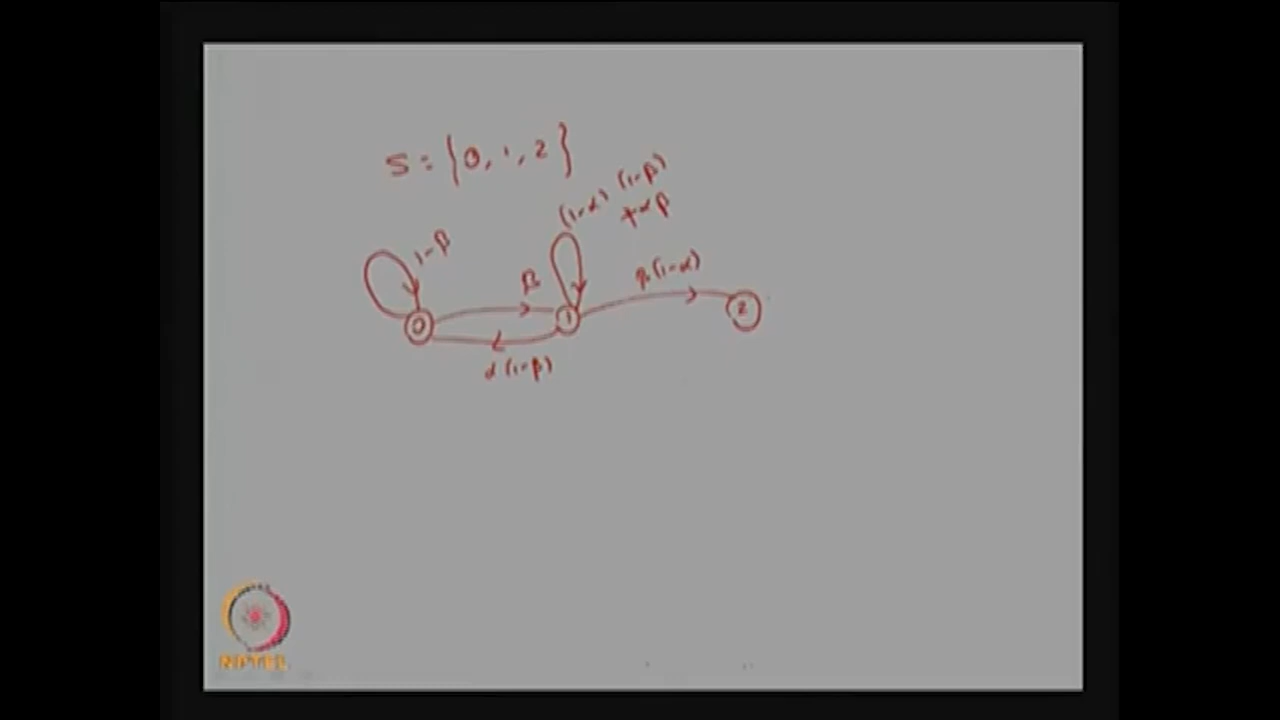 S = {0, 1, 2}
1-β
(1-α) (1-β)
+αβ
β
β(1-α)
0
1
2
α(1-β)
NPTEL